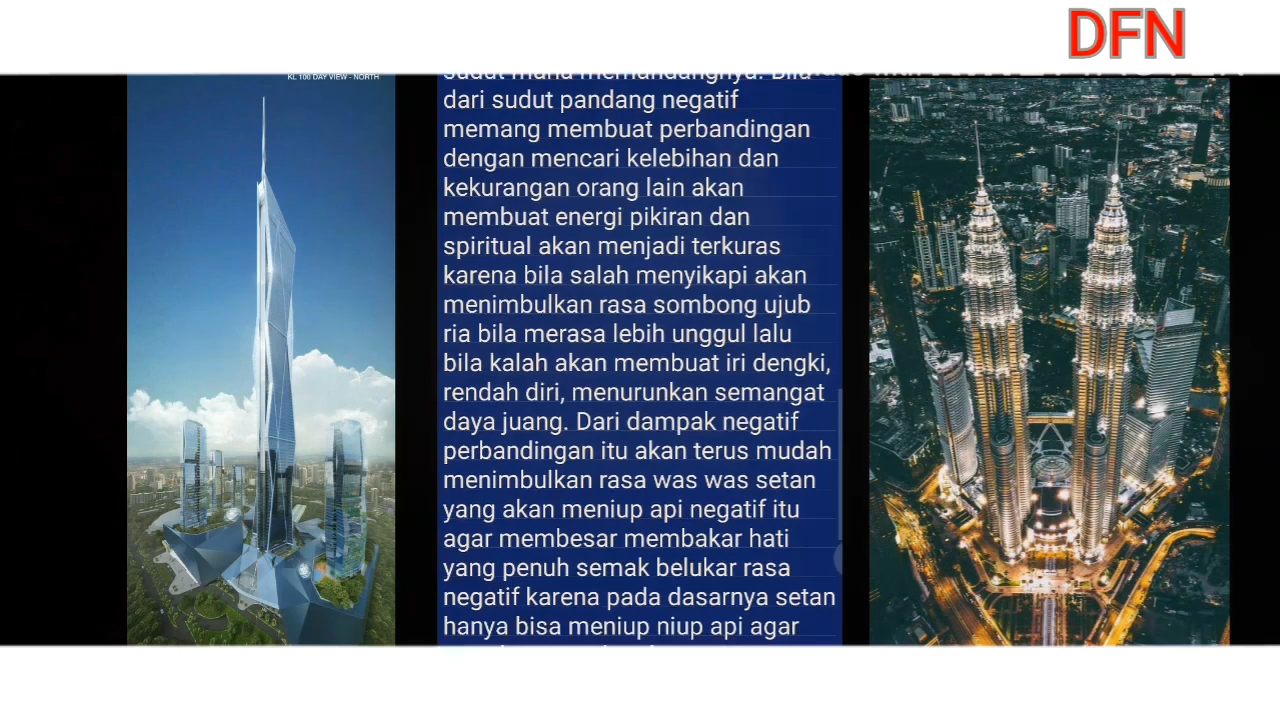 DFN
KL 100 DAY VIEW - NORTH
dari sudut pandang negatif
memang membuat perbandingan
dengan mencari kelebihan dan
kekurangan orang lain akan
membuat energi pikiran dan
spiritual akan menjadi terkuras
karena bila salah menyikapi akan
menimbulkan rasa sombong ujub
ria bila merasa lebih unggul lalu
bila kalah akan membuat iri dengki,
rendah diri, menurunkan semangat
daya juang. Dari dampak negatif
perbandingan itu akan terus mudah
menimbulkan rasa was was setan
yang akan meniup api negatif itu
agar membesar membakar hati
yang penuh semak belukar rasa
negatif karena pada dasarnya setan
hanya bisa meniup niup api agar